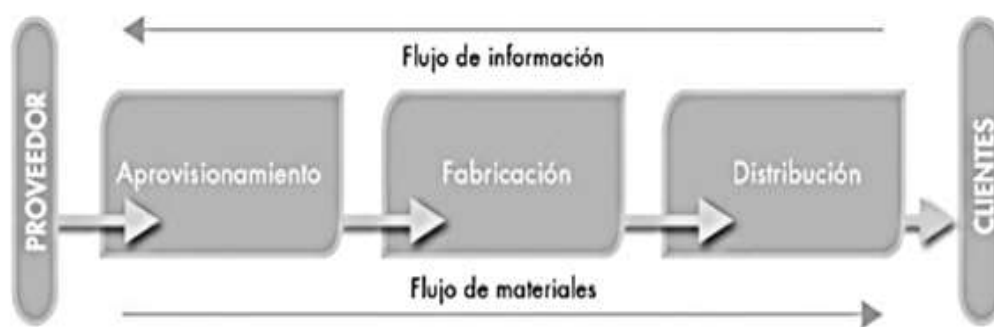 Flujo de información
PROVEEDOR
Aprovisionamiento
Fabricación
Distribución
CLIENTES
Flujo de materiales